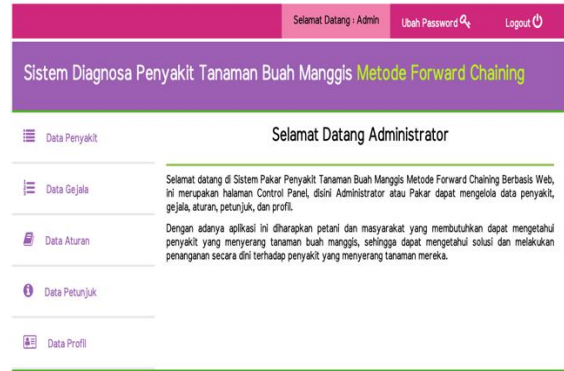 Selamat Datang : Admin
Ubah Password
Logout
Sistem Diagnosa Penyakit Tanaman Buah Manggis Metode Forward Chaining
Data Penyakit
Data Gejala
Data Aturan
Data Petunjuk
Data Profil
Selamat Datang Administrator
Selamat datang di Sistem Pakar Penyakit Tanaman Buah Manggis Metode Forward Chaining Berbasis Web,
ini merupakan halaman Control Panel, disini Administrator atau Pakar dapat mengelola data penyakit,
gejala, aturan, petunjuk, dan profil.
Dengan adanya aplikasi ini diharapkan petani dan masyarakat yang membutuhkan dapat mengetahui
penyakit yang menyerang tanaman buah manggis, sehingga dapat mengetahui solusi dan melakukan
penanganan secara dini terhadap penyakit yang menyerang tanaman mereka.